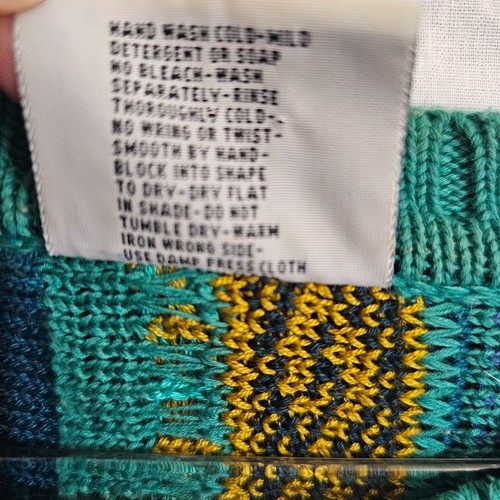 HAND WASH COLD-MILD
DETERGENT OR SOAP
NO BLEACH-WASH
SEPARATELY-RINSE
THOROUGHLY COLD-
NO WRING OR TWIST-
SMOOTH BY HAND-
BLOCK INTO SHAPE
TO DRY-DRY FLAT
IN SHADE-DO NOT
TUMBLE DRY-WARM
IRON WRONG SIDE-
USE DAMP PRESS CLOTH